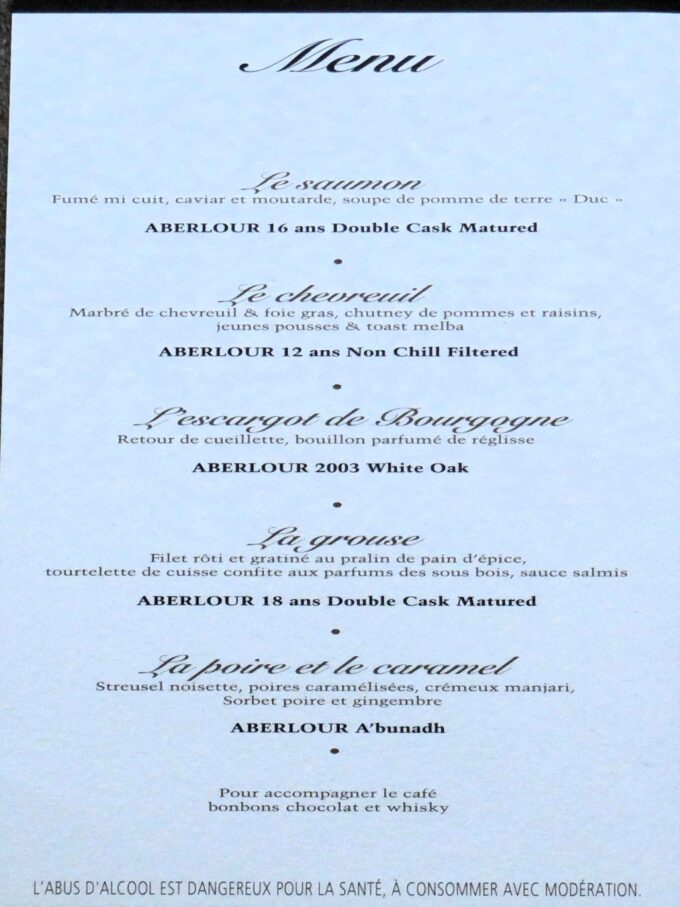 Menu
Le saumon
Fumé mi cuit, caviar et moutarde, soupe de pomme de terre « Duc »
ABERLOUR 16 ans Double Cask Matured
•
Le chevreuil
Marbré de chevreuil & foie gras, chutney de pommes et raisins,
jeunes pousses & toast melba
ABERLOUR 12 ans Non Chill Filtered
•
L'escargot de Bourgogne
Retour de cueillette, bouillon parfumé de réglisse
ABERLOUR 2003 White Oak
•
La grouse
Filet rôti et gratiné au pralin de pain d'épice,
tourtelette de cuisse confite aux parfums des sous bois, sauce salmis
ABERLOUR 18 ans Double Cask Matured
•
La poire et le caramel
Streusel noisette, poires caramélisées, crêmeux manjari,
Sorbet poire et gingembre
ABERLOUR A'bunadh
•
Pour accompagner le café
bonbons chocolat et whisky
L'ABUS D'ALCOOL EST DANGEREUX POUR LA SANTÉ, À CONSOMMER AVEC MODÉRATION.